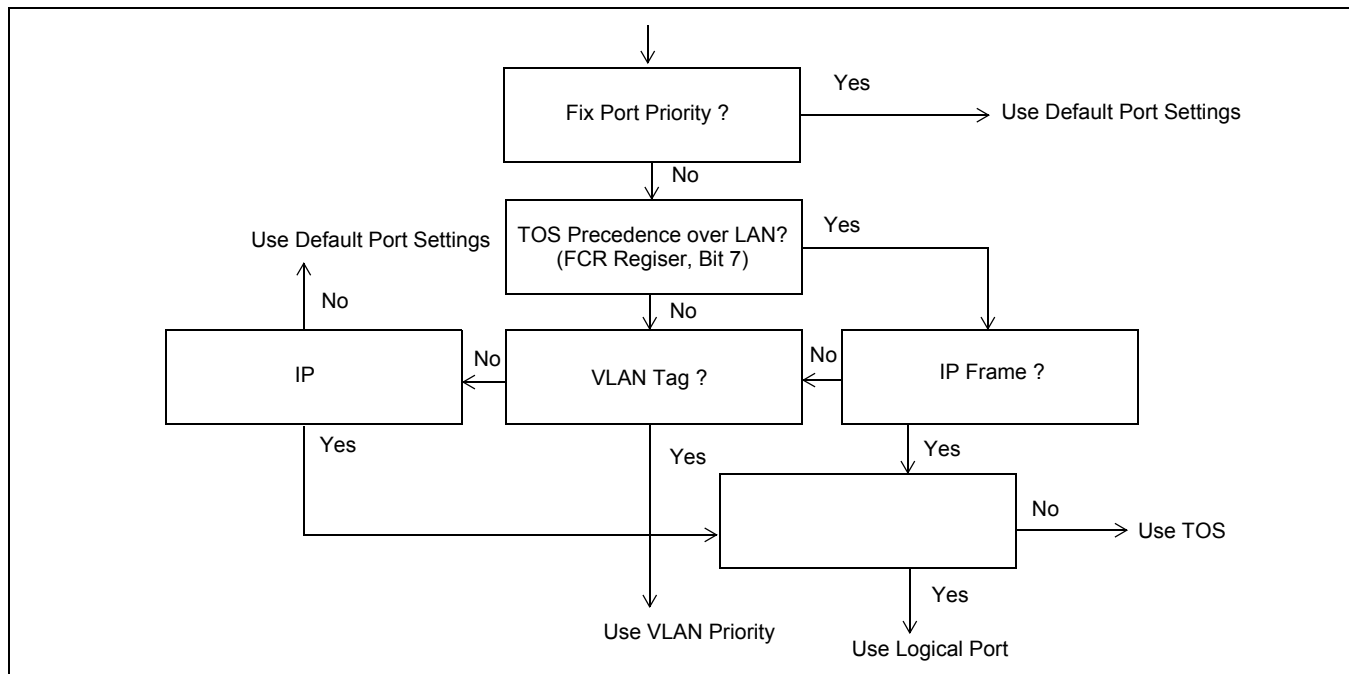 Fix Port Priority ?
Yes
Use Default Port Settings
No
TOS Precedence over LAN?
(FCR Regiser, Bit 7)
Yes
Use Default Port Settings
No
No
IP
No
VLAN Tag ?
No
IP Frame ?
Yes
Yes
Yes
No
Use TOS
Yes
Use VLAN Priority
Use Logical Port